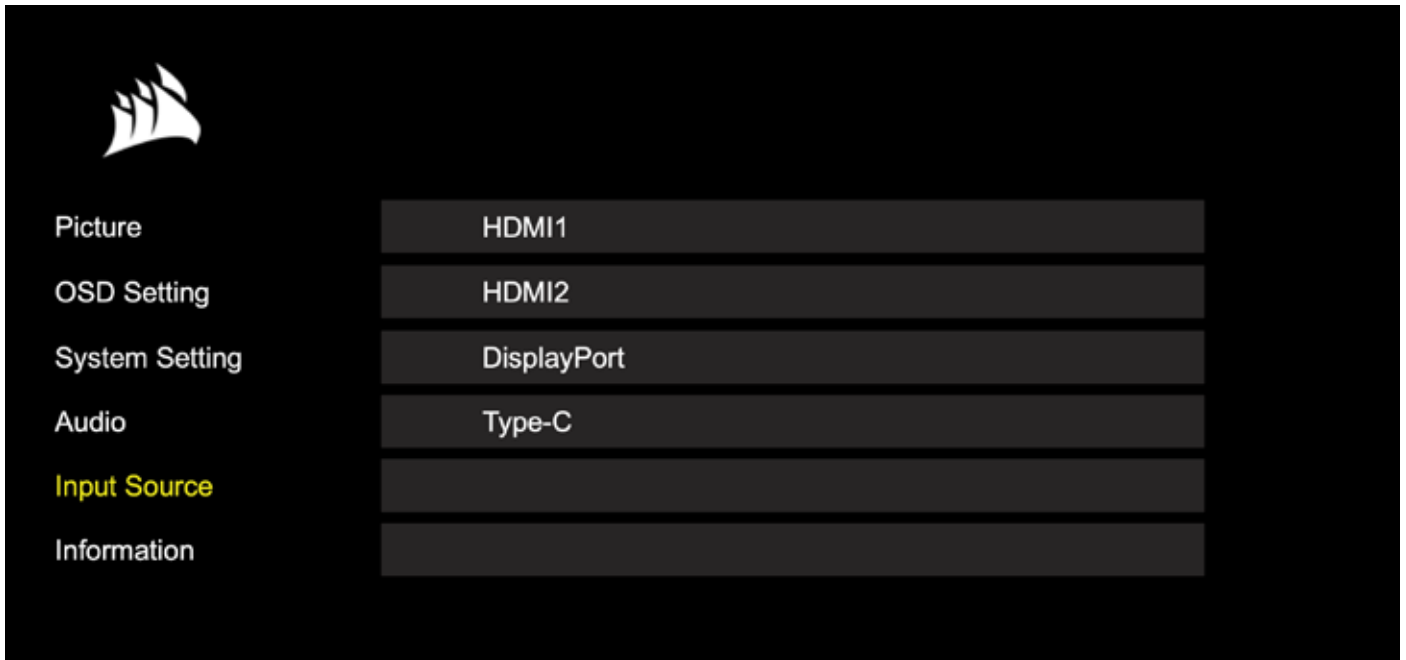 Picture
HDMI1
OSD Setting
HDMI2
System Setting
DisplayPort
Audio
Type-C
Input Source
Information